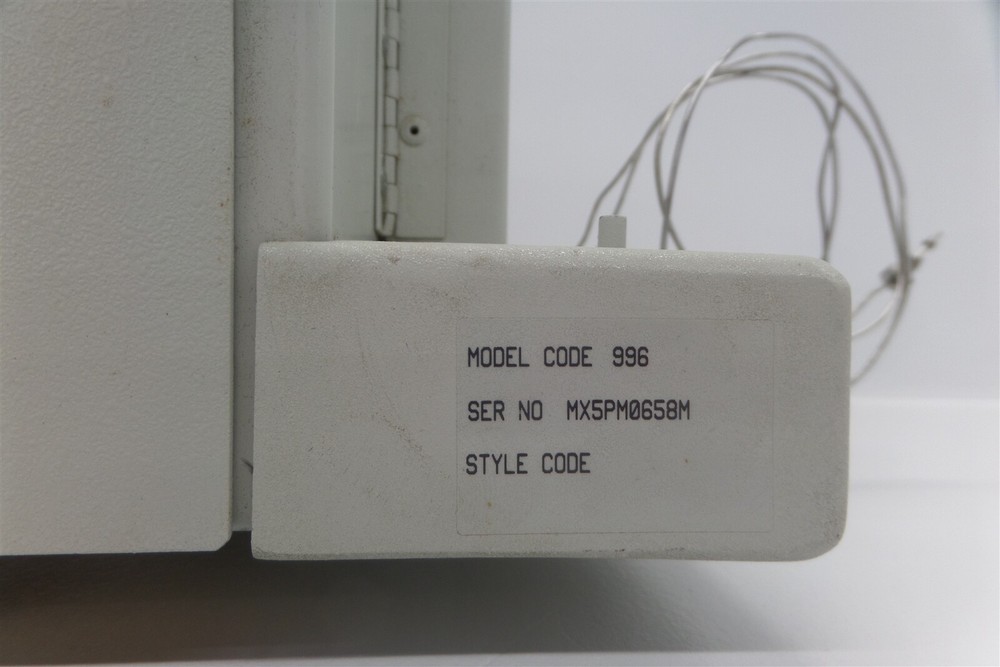 MODEL CODE 996
SER NO MX5PM0658M
STYLE CODE